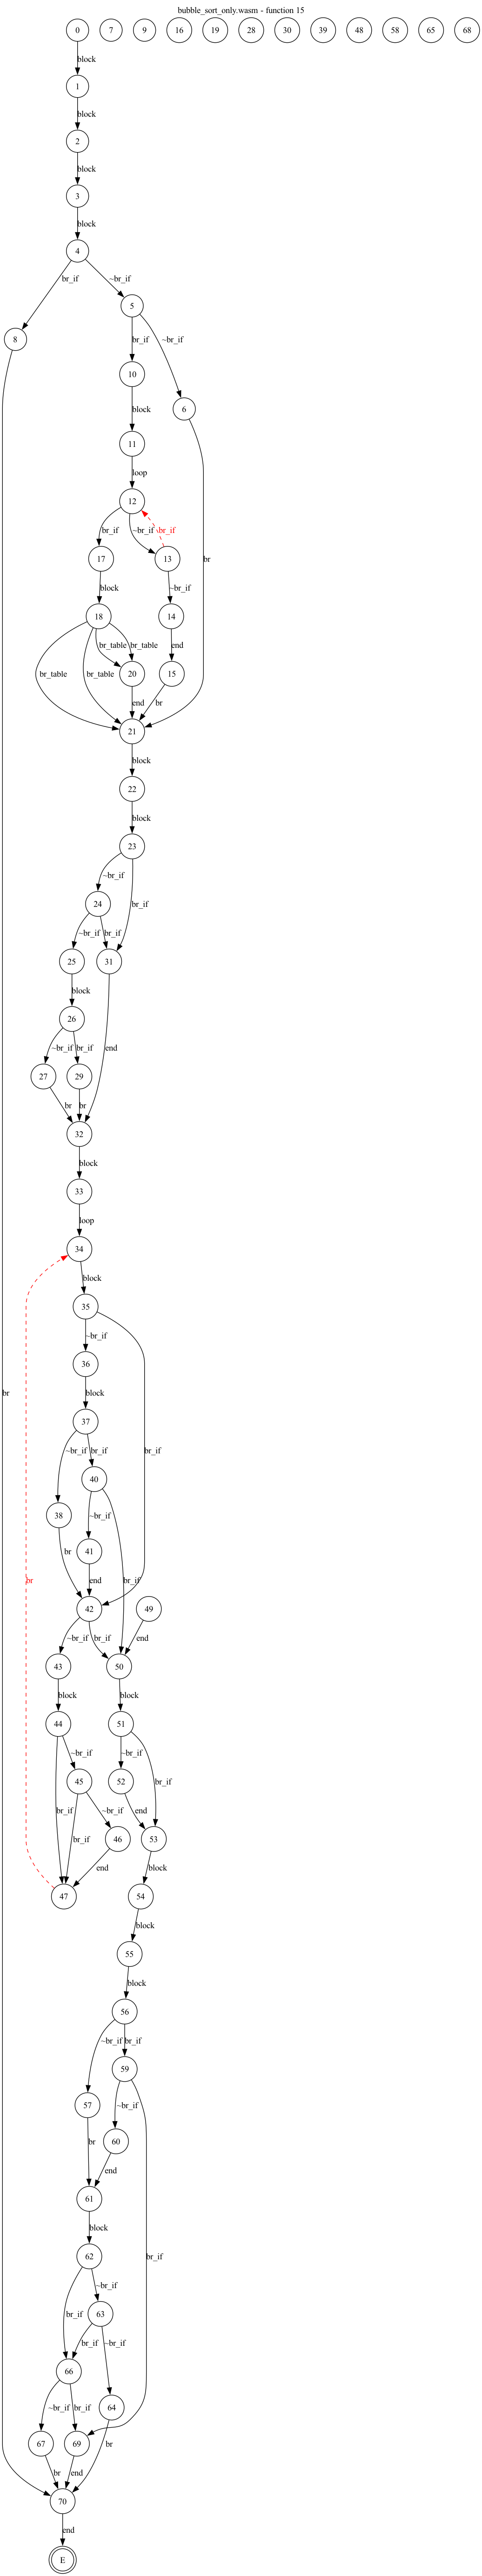 bubble_sort_only.wasm - function 15
0 7 9 16 19 28 30 39 48 58 65 68
block
1
block
2
block
3
block
4
br_if ~br_if
5
8 br_if ~br_if
10
6
block
11
loop br
12
br_if ~br_if br_if
17 13
block ~br_if
18 14
br_table br_table br_table br_table end
20 15
end br
21
block
22
block
23
~br_if br_if
24
~br_if br_if
25 31
block end
26
~br_if br_if
27 29
br br
32
block
33
loop
34
block
35
~br_if
36
br block br_if
37
~br_if br_if
38 40
~br_if
41
br end br_if
br 42 49
~br_if br_if end
43 50
block block
44 51
~br_if ~br_if
br_if 45 52 br_if
br_if ~br_if end
46 53
end block
47 54
block
55
block
56
~br_if br_if
59
57 ~br_if
60
br end br_if
61
block
62
br_if ~br_if
63
br_if ~br_if
66
64
~br_if br_if
67 69
br end br
70
end
E